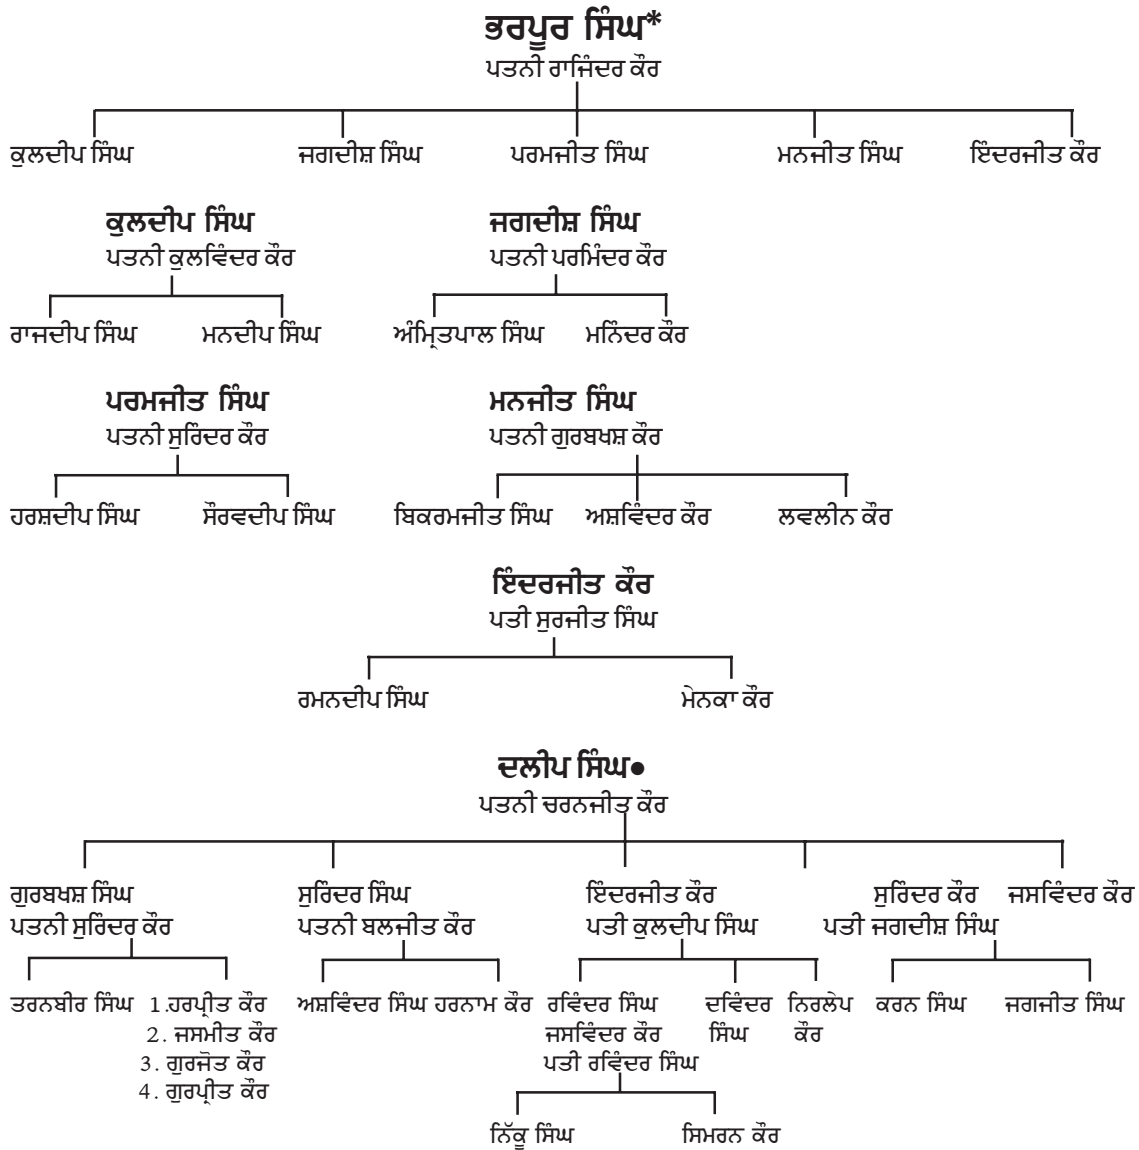 ਭਰਪੂਰ ਸਿੰਘ*
ਪਤਨੀ ਰਾਜਿੰਦਰ ਕੌਰ
ਕੁਲਦੀਪ ਸਿੰਘ ਜਗਦੀਸ਼ ਸਿੰਘ ਪਰਮਜੀਤ ਸਿੰਘ ਮਨਜੀਤ ਸਿੰਘ ਇੰਦਰਜੀਤ ਕੌਰ
ਕੁਲਦੀਪ ਸਿੰਘ ਜਗਦੀਸ਼ ਸਿੰਘ
ਪਤਨੀ ਕੁਲਵਿੰਦਰ ਕੌਰ ਪਤਨੀ ਪਰਮਿੰਦਰ ਕੌਰ
ਰਾਜਦੀਪ ਸਿੰਘ ਮਨਦੀਪ ਸਿੰਘ ਅੰਮ੍ਰਿਤਪਾਲ ਸਿੰਘ ਮਨਿੰਦਰ ਕੌਰ
ਪਰਮਜੀਤ ਸਿੰਘ ਮਨਜੀਤ ਸਿੰਘ
ਪਤਨੀ ਸੁਰਿੰਦਰ ਕੌਰ ਪਤਨੀ ਗੁਰਬਖਸ਼ ਕੌਰ
ਹਰਸ਼ਦੀਪ ਸਿੰਘ ਸੌਰਵਦੀਪ ਸਿੰਘ ਬਿਕਰਮਜੀਤ ਸਿੰਘ ਅਸ਼ਵਿੰਦਰ ਕੌਰ ਲਵਲੀਨ ਕੌਰ
ਇੰਦਰਜੀਤ ਕੌਰ
ਪਤੀ ਸੁਰਜੀਤ ਸਿੰਘ
ਰਮਨਦੀਪ ਸਿੰਘ ਮੇਨਕਾ ਕੌਰ
ਦਲੀਪ ਸਿੰਘ●
ਪਤਨੀ ਚਰਨਜੀਤ ਕੌਰ
ਗੁਰਬਖਸ਼ ਸਿੰਘ ਸੁਰਿੰਦਰ ਸਿੰਘ ਇੰਦਰਜੀਤ ਕੌਰ ਸੁਰਿੰਦਰ ਕੌਰ ਜਸਵਿੰਦਰ ਕੌਰ
ਪਤਨੀ ਸੁਰਿੰਦਰ ਕੌਰ ਪਤਨੀ ਬਲਜੀਤ ਕੌਰ ਪਤੀ ਕੁਲਦੀਪ ਸਿੰਘ ਪਤੀ ਜਗਦੀਸ਼ ਸਿੰਘ
ਤਰਨਬੀਰ ਸਿੰਘ 1.ਹਰਪ੍ਰੀਤ ਕੌਰ ਅਸ਼ਵਿੰਦਰ ਸਿੰਘ ਹਰਨਾਮ ਕੌਰ ਰਵਿੰਦਰ ਸਿੰਘ ਦਵਿੰਦਰ ਨਿਰਲੇਪ ਕਰਨ ਸਿੰਘ ਜਗਜੀਤ ਸਿੰਘ
2. ਜਸਮੀਤ ਕੌਰ ਜਸਵਿੰਦਰ ਕੌਰ ਸਿੰਘ ਕੌਰ
3. ਗੁਰਜੋਤ ਕੌਰ ਪਤੀ ਰਵਿੰਦਰ ਸਿੰਘ
4. ਗੁਰਪ੍ਰੀਤ ਕੌਰ
ਨਿੱਕੂ ਸਿੰਘ ਸਿਮਰਨ ਕੌਰ